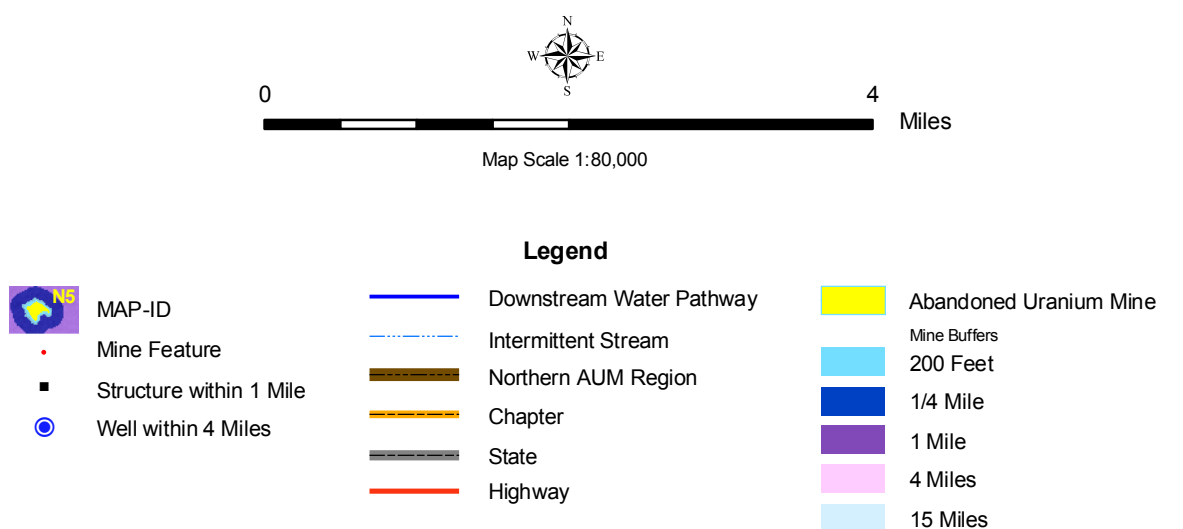 N
W E
S
0 4
Miles
Map Scale 1:80,000
Legend
N5
MAP-ID
Mine Feature
Structure within 1 Mile
Well within 4 Miles
Downstream Water Pathway
Intermittent Stream
Northern AUM Region
Chapter
State
Highway
Abandoned Uranium Mine
Mine Buffers
200 Feet
1/4 Mile
1 Mile
4 Miles
15 Miles